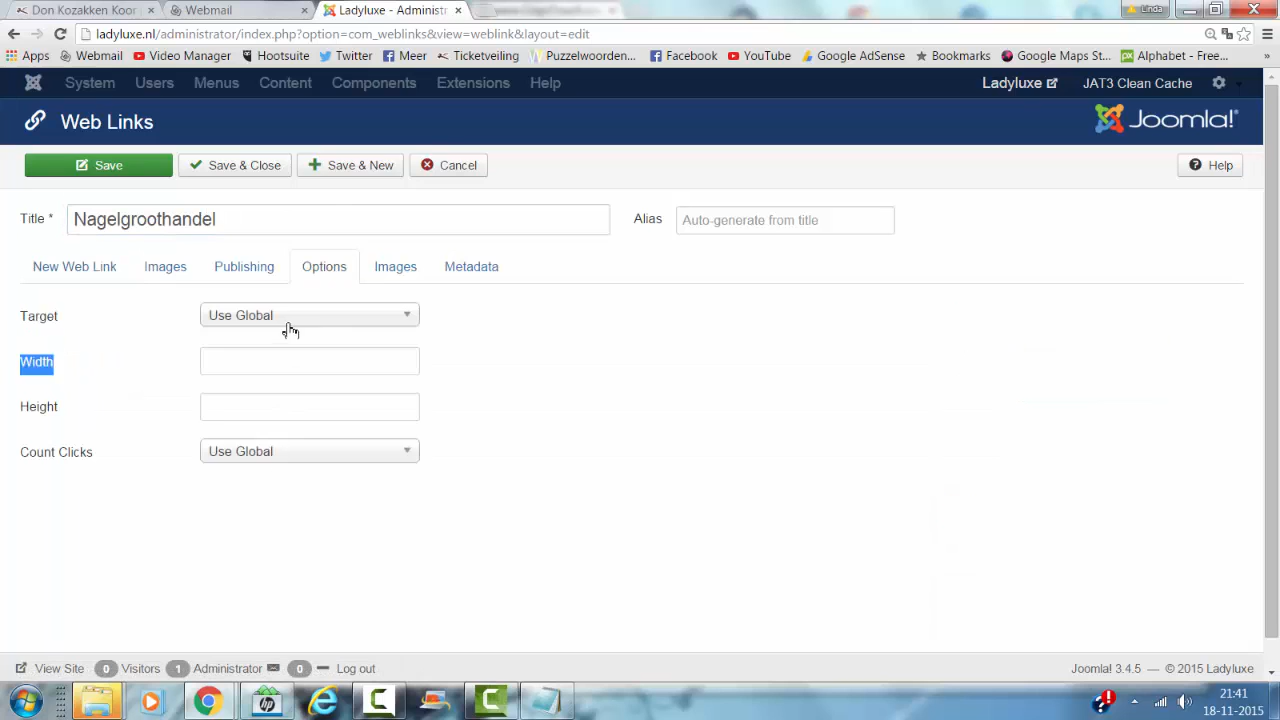 Don Kozakken Koor
Webmail
Ladyluxe - Administr
Linda
ladyluxe.nl/administrator/index.php?option=com_weblinks&view=weblink&layout=edit
Apps Webmail Video Manager Hootsuite Twitter Meer Ticketveiling Puzzelwoorden... Facebook YouTube Google AdSense Bookmarks Google Maps Str... Alphabet - Free... »
System Users Menus Content Components Extensions Help Ladyluxe JAT3 Clean Cache
Web Links Joomla!
Save Save & Close Save & New Cancel Help
Title * Nagelgroothandel Alias Auto-generate from title
New Web Link Images Publishing Options Images Metadata
Target Use Global
Width
Height
Count Clicks Use Global
View Site 0 Visitors 1 Administrator 0 Log out Joomla! 3.4.5 — © 2015 Ladyluxe
21:41
18-11-2015